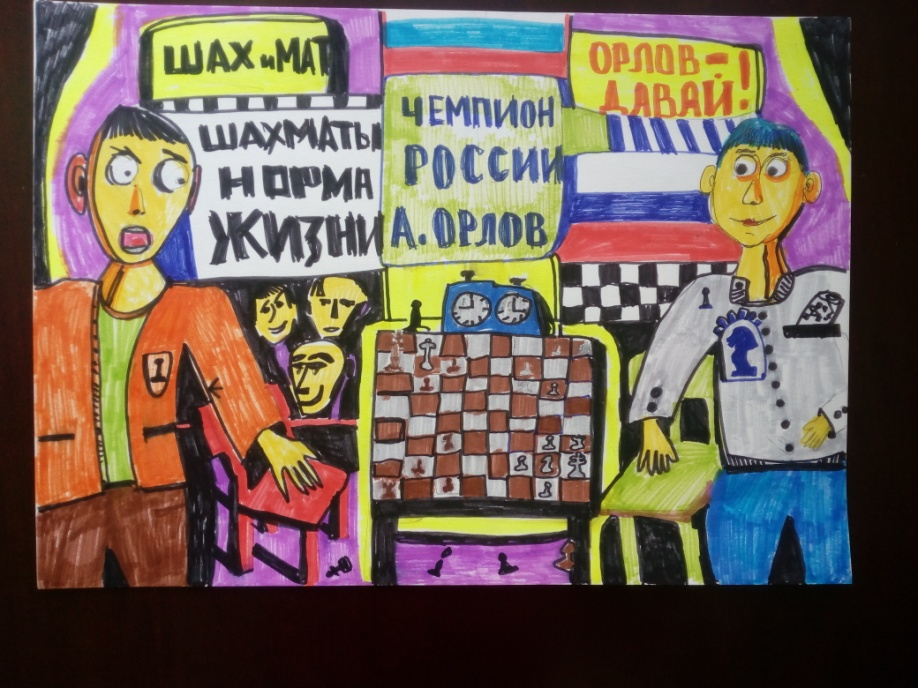 ШАХ и МАТ
ШАХМАТЫ
НОРМА
ЖИЗНИ
ЧЕМПИОН
РОССИИ
А. ОРЛОВ
ОРЛОВ -
ДАВАЙ!